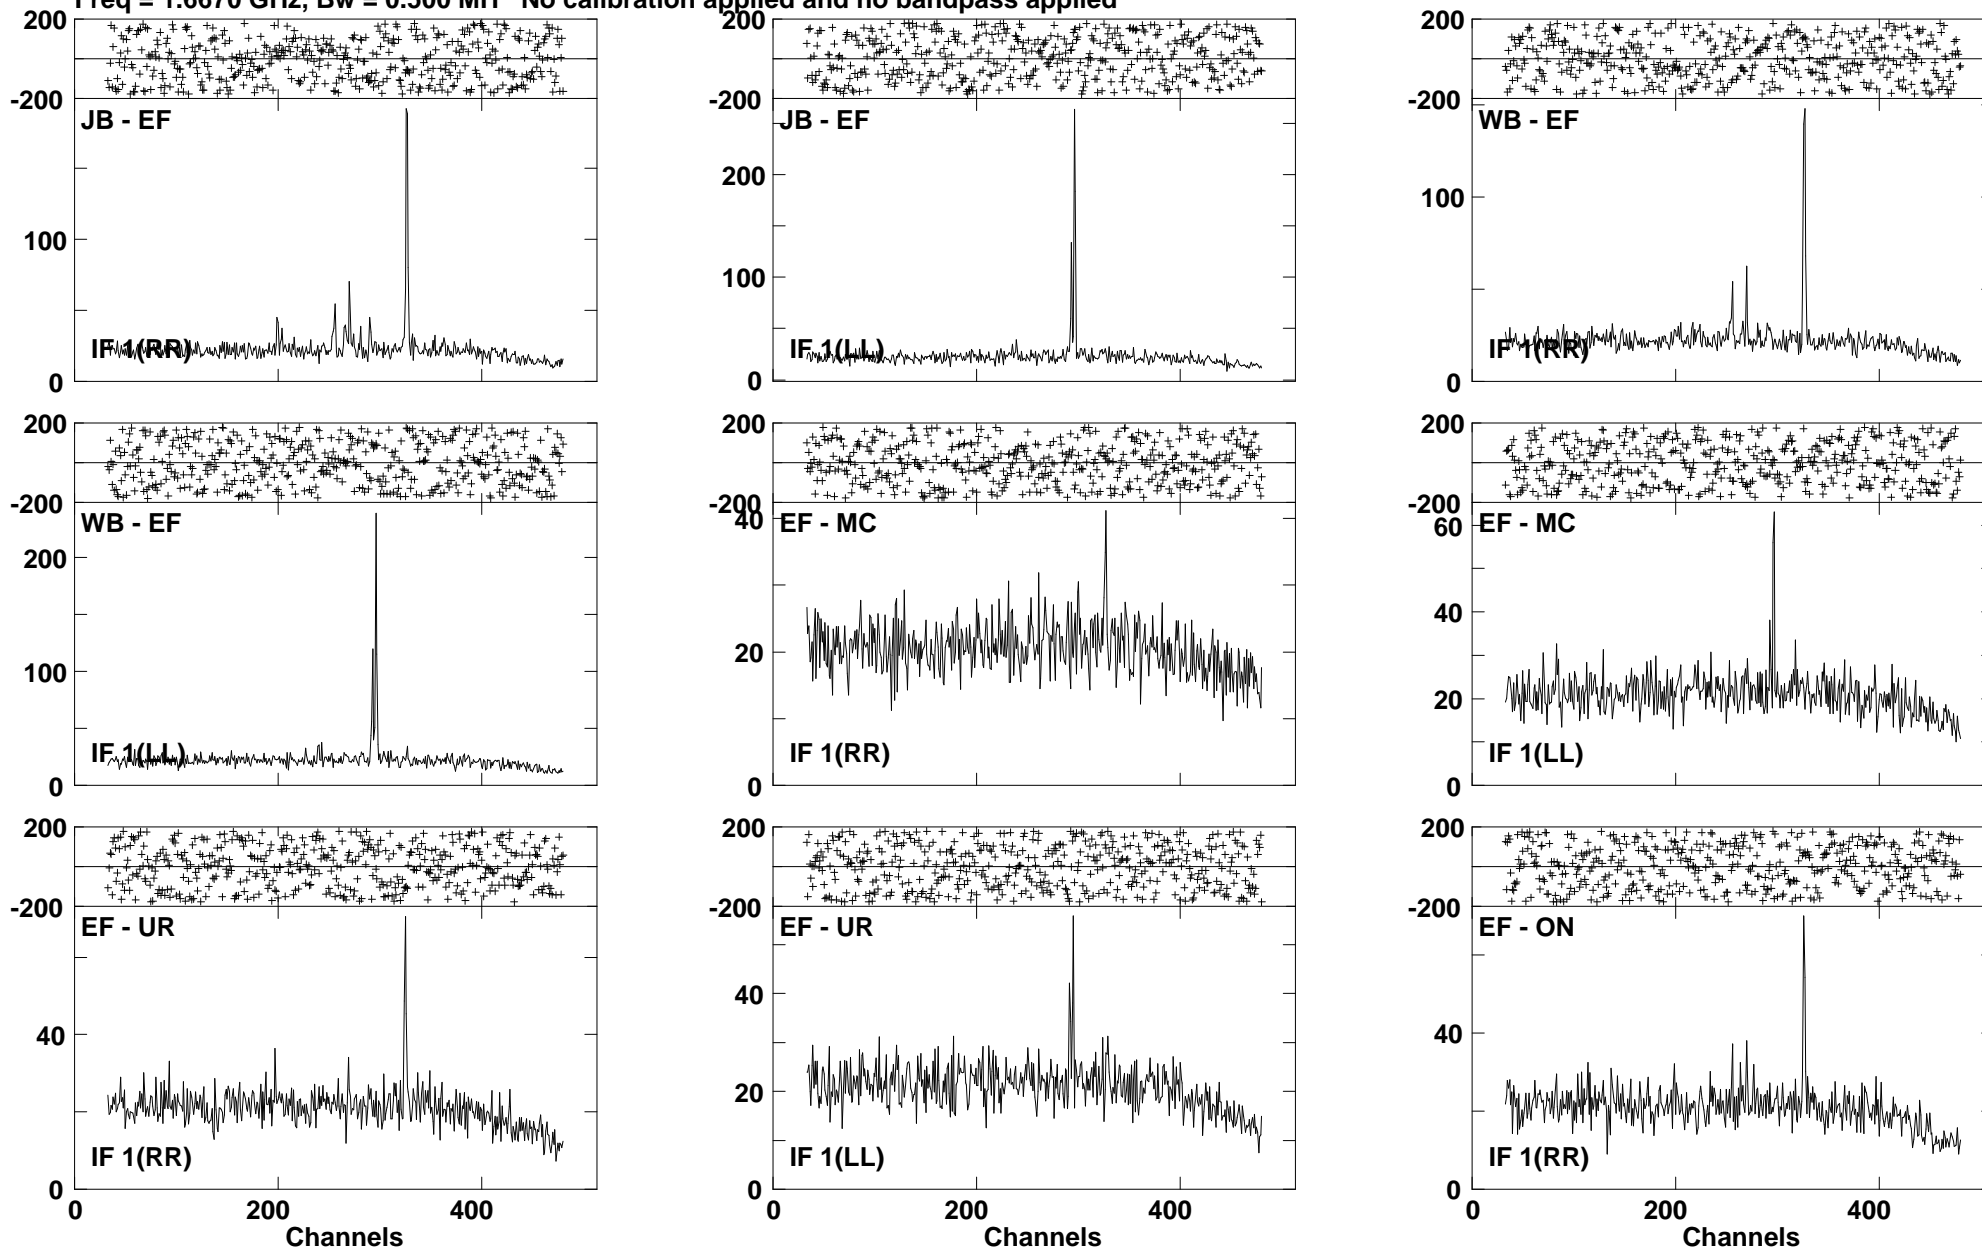 Freq = 1.6670 GHz, Bw = 0.500 MH No calibration applied and no bandpass applied
200 200 200
-200 -200 -200
JB - EF JB - EF WB - EF
200
100 100 100
IF 1(RR) IF 1(LL) IF 1(RR)
0 0 0
200 200 200
-200 -200 -200
WB - EF EF - MC EF - MC
40 60
200
40
20
100 20
IF 1(LL) IF 1(RR) IF 1(LL)
0 0 0
200 200 200
-200 -200 -200
EF - UR EF - UR EF - ON
40 40 40
20
IF 1(RR) IF 1(LL) IF 1(RR)
0 0 0
0 200 400 0 200 400 0 200 400
Channels Channels Channels